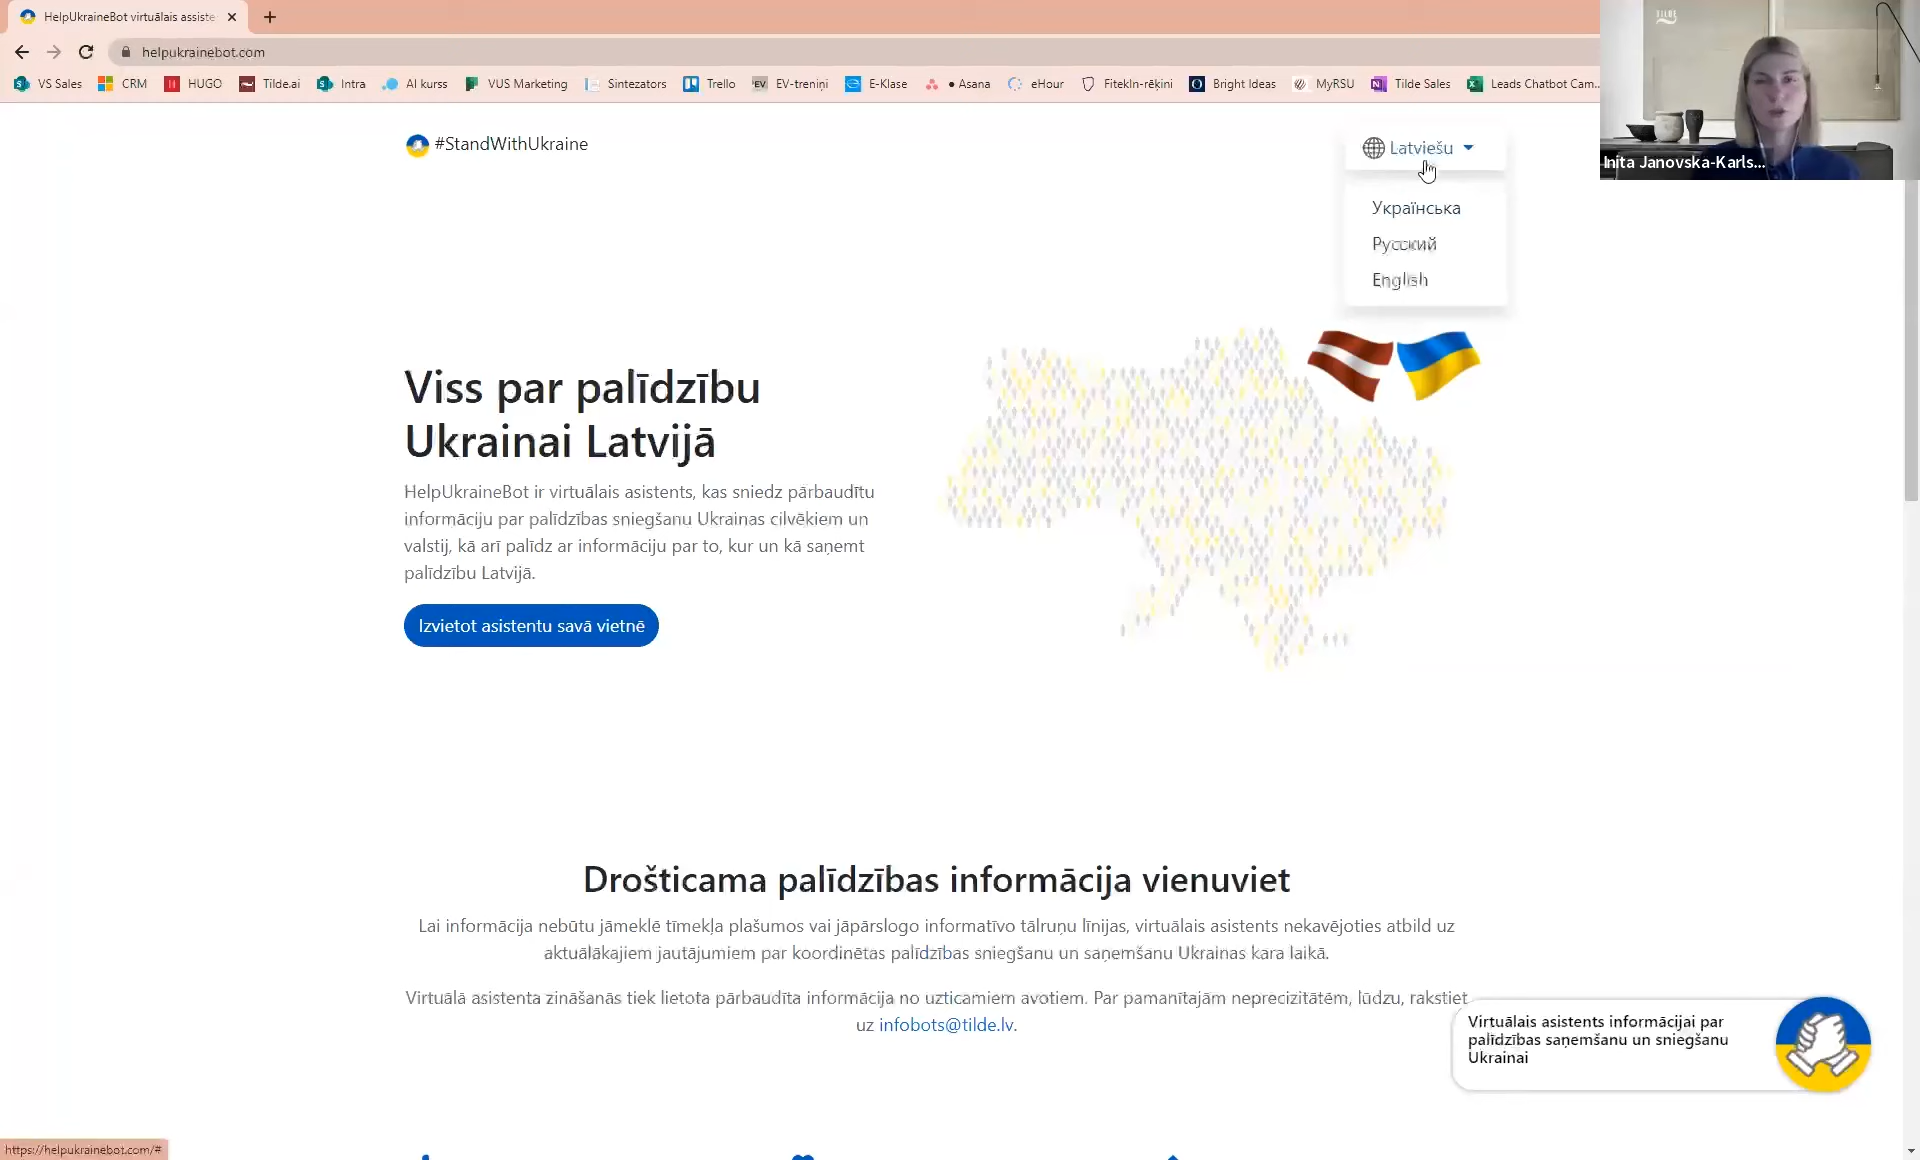 HelpUkraineBot virtuālais assiste
helpukrainebot.com
VS Sales
CRM
HUGO
Tilde.ai
Intra
AI kurss
VUS Marketing
Sintezators
Trello
EV-treniņi
E-Klase
Asana
eHour
FitekIn-rēķini
Bright Ideas
MyRSU
Tilde Sales
Leads Chatbot Cam...
TILDE
Inita Janovska-Karls...
#StandWithUkraine
Latviešu
Українська
Русский
English
Viss par palīdzību
Ukrainai Latvijā
HelpUkraineBot ir virtuālais asistents, kas sniedz pārbaudītu
informāciju par palīdzības sniegšanu Ukrainas cilvēkiem un
valstij, kā arī palīdz ar informāciju par to, kur un kā saņemt
palīdzību Latvijā.
Izvietot asistentu savā vietnē
Drošticama palīdzības informācija vienuviet
Lai informācija nebūtu jāmeklē tīmekļa plašumos vai jāpārslogo informatīvo tālruņu līnijas, virtuālais asistents nekavējoties atbild uz
aktuālākajiem jautājumiem par koordinētas palīdzības sniegšanu un saņemšanu Ukrainas kara laikā.
Virtuālā asistenta zināšanās tiek lietota pārbaudīta informācija no uzticamiem avotiem. Par pamanītajām neprecizitātēm, lūdzu, rakstiet
uz infobots@tilde.lv.
Virtuālais asistents informācijai par
palīdzības saņemšanu un sniegšanu
Ukrainai
https://helpukrainebot.com/#